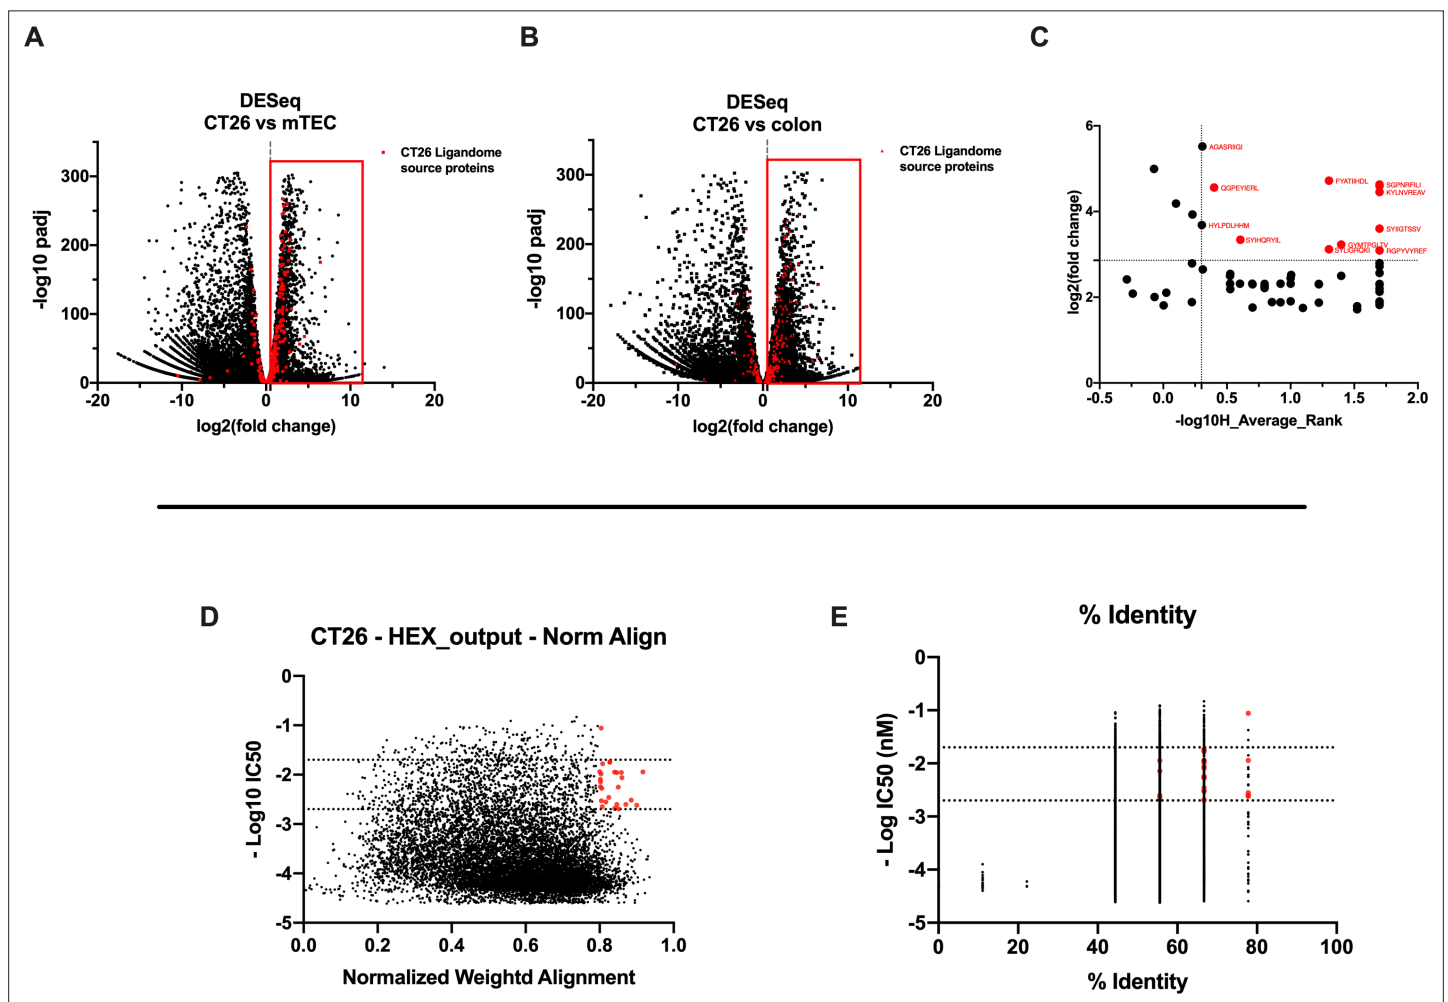 A
B
C
DESeq
CT26 vs mTEC
CT26 Ligandome
source proteins
-log10 padj
300
200
100
0
-20
-10
0
10
20
log2(fold change)
DESeq
CT26 vs colon
CT26 Ligandome
source proteins
-log10 padj
300
200
100
0
-20
-10
0
10
20
log2(fold change)
log2(fold change)
6
4
2
0
AGASRIIGI
QGPEYIERL
FYATIIHDL
SGPNRFILI
KYLNVREAV
HYLPDLHHM
SYIHQRYIL
SYIIGTSSV
GYMTPGLTV
SYLIGRQKI
RGPYVYREF
-0.5
0.0
0.5
1.0
1.5
2.0
-log10H_Average_Rank
D
CT26 - HEX_output - Norm Align
- Log10 IC50
0
-1
-2
-3
-4
-5
0.0
0.2
0.4
0.6
0.8
1.0
Normalized Weightd Alignment
E
% Identity
- Log IC50 (nM)
0
-1
-2
-3
-4
-5
0
20
40
60
80
100
% Identity